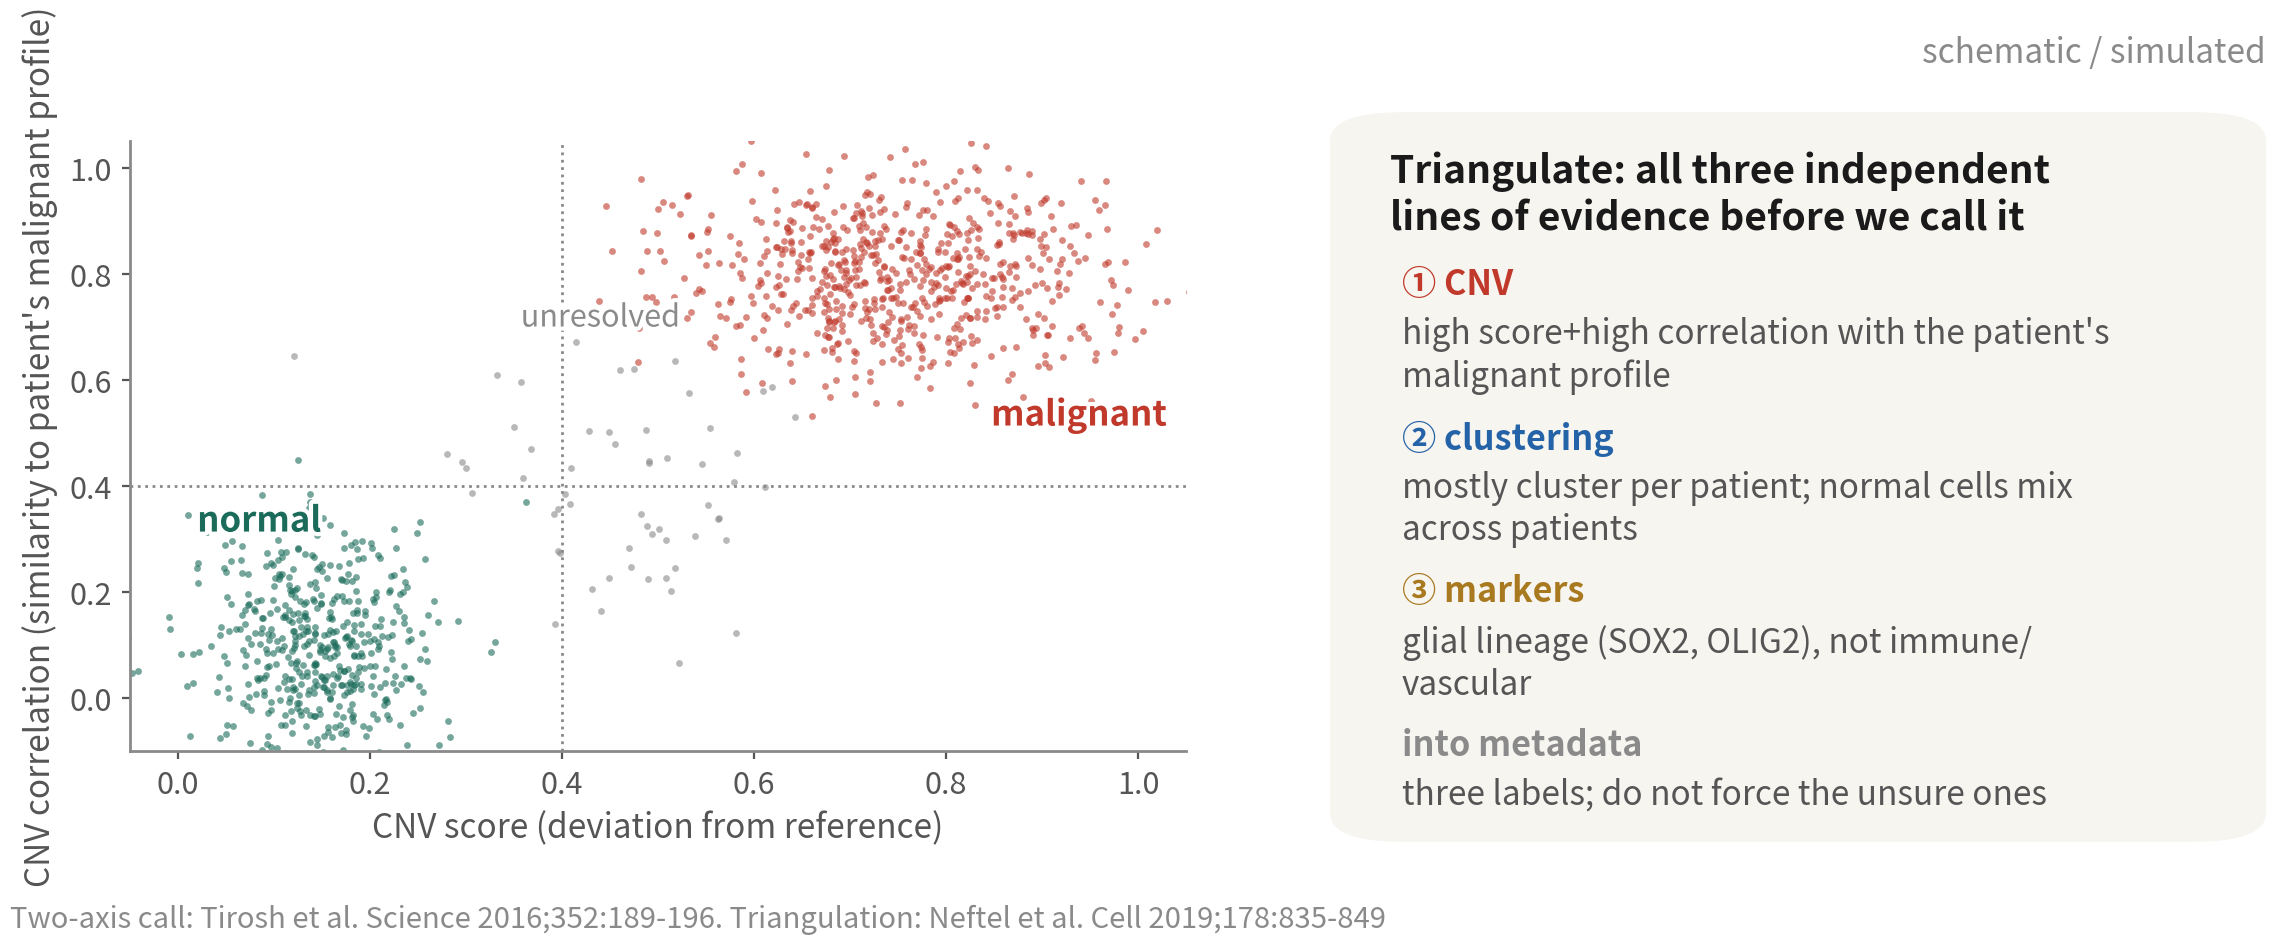 schematic / simulated
CNV correlation (similarity to patient's malignant profile)
1.0
0.8
0.6
0.4
0.2
0.0
unresolved
malignant
normal
0.0 0.2 0.4 0.6 0.8 1.0
CNV score (deviation from reference)
Triangulate: all three independent
lines of evidence before we call it
① CNV
high score+high correlation with the patient's
malignant profile
② clustering
mostly cluster per patient; normal cells mix
across patients
③ markers
glial lineage (SOX2, OLIG2), not immune/
vascular
into metadata
three labels; do not force the unsure ones
Two-axis call: Tirosh et al. Science 2016;352:189-196. Triangulation: Neftel et al. Cell 2019;178:835-849